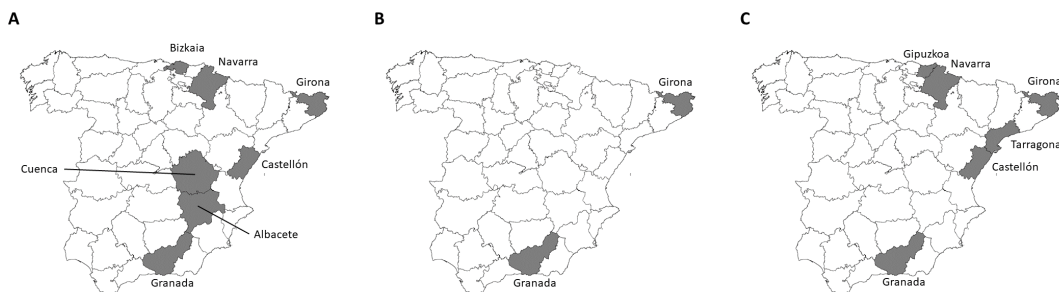 A
Bizkaia
Navarra
Girona
Castellón
Cuenca
Albacete
Granada
B
Girona
Granada
C
Gipuzkoa
Navarra
Girona
Tarragona
Castellón
Granada